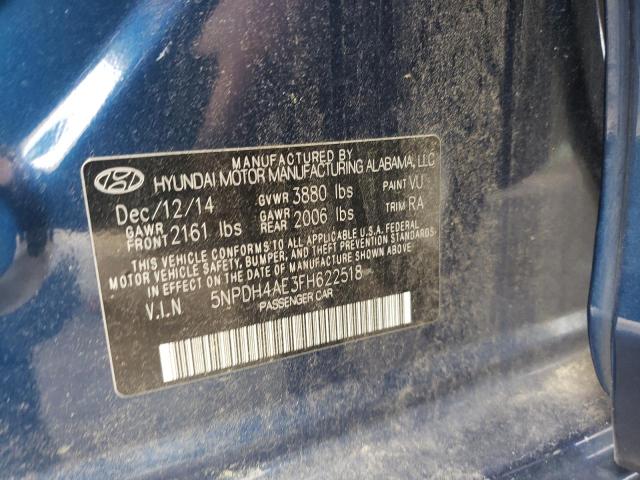 MANUFACTURED BY
HYUNDAI MOTOR MANUFACTURING ALABAMA, LLC
Dec/12/14 GVWR 3880 lbs PAINT VU
GAWR FRONT 2161 lbs GAWR REAR 2006 lbs TRIM RA
THIS VEHICLE CONFORMS TO ALL APPLICABLE U.S.A. FEDERAL
MOTOR VEHICLE SAFETY, BUMPER, AND THEFT PREVENTION
STANDARDS IN EFFECT ON THE DATE OF MANUFACTURE SHOWN ABOVE.
V.I.N 5NPDH4AE3FH622518
PASSENGER CAR